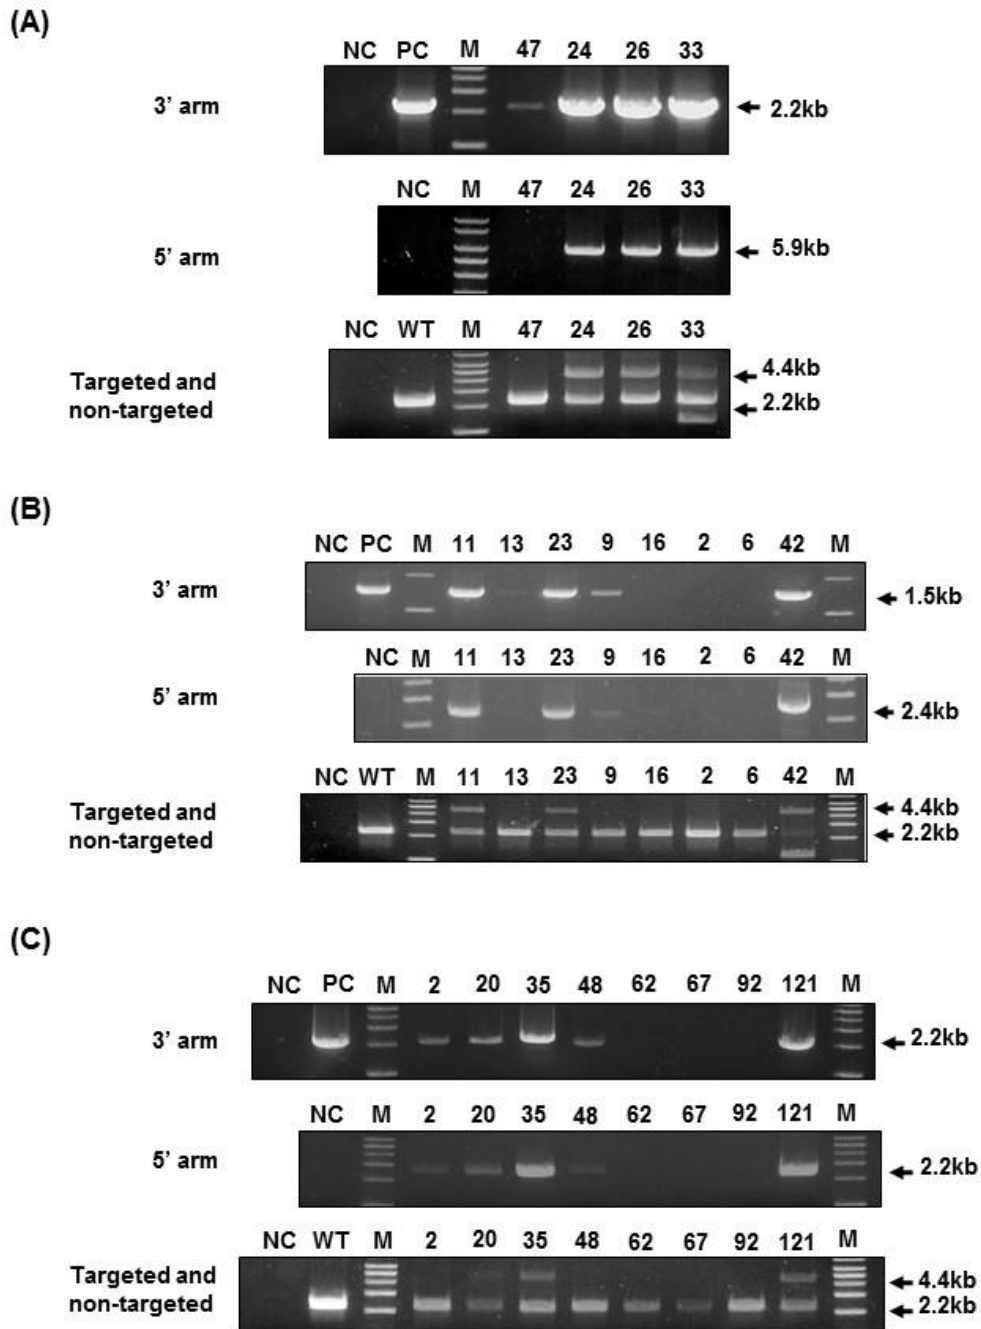 (A)
NC PC M 47 24 26 33
3’ arm
2.2kb
NC M 47 24 26 33
5’ arm
5.9kb
NC WT M 47 24 26 33
Targeted and
non-targeted
4.4kb
2.2kb
(B)
NC PC M 11 13 23 9 16 2 6 42 M
3’ arm
1.5kb
NC M 11 13 23 9 16 2 6 42 M
5’ arm
2.4kb
NC WT M 11 13 23 9 16 2 6 42 M
Targeted and
non-targeted
4.4kb
2.2kb
(C)
NC PC M 2 20 35 48 62 67 92 121 M
3’ arm
2.2kb
NC M 2 20 35 48 62 67 92 121 M
5’ arm
2.2kb
NC WT M 2 20 35 48 62 67 92 121 M
Targeted and
non-targeted
4.4kb
2.2kb